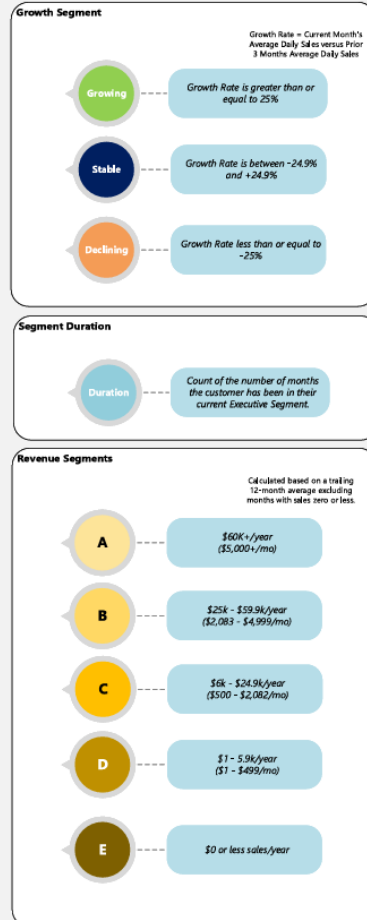 Growth Segment
Growth Rate = Current Month's
Average Daily Sales versus Prior
3 Months Average Daily Sales
Growing
Growth Rate is greater than or
equal to 25%
Stable
Growth Rate is between -24.9%
and +24.9%
Declining
Growth Rate less than or equal to
-25%
Segment Duration
Duration
Count of the number of months
the customer has been in their
current Executive Segment.
Revenue Segments
Calculated based on a trailing
12-month average excluding
months with sales zero or less.
A
$60K+/year
($5,000+/mo)
B
$25k - $59.9k/year
($2,083 - $4,999/mo)
C
$6k - $24.9k/year
($500 - $2,082/mo)
D
$1 - 5.9k/year
($1 - $499/mo)
E
$0 or less sales/year